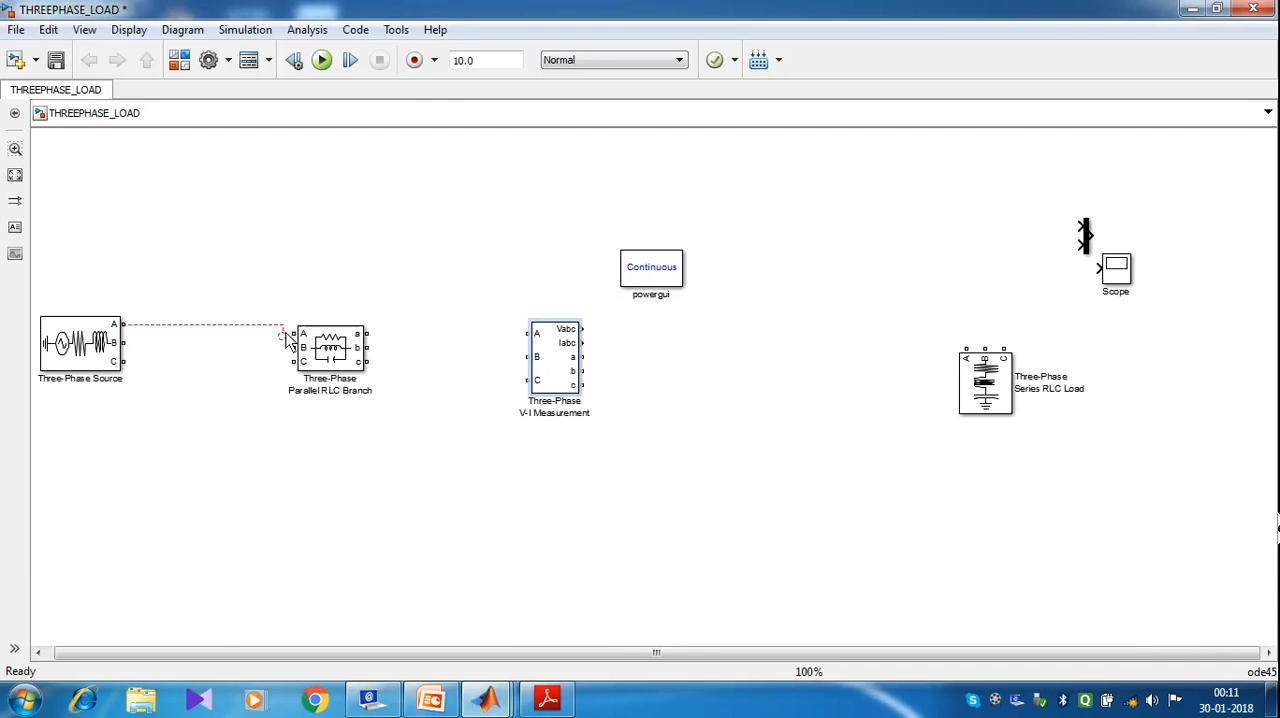 THREEPHASE_LOAD *
File Edit View Display Diagram Simulation Analysis Code Tools Help
10.0 Normal
THREEPHASE_LOAD
THREEPHASE_LOAD
Scope
Continuous
powergui
A
B
C
Three-Phase Source
A
B
C
a
b
c
Three-Phase
Parallel RLC Branch
A
B
C
Vabc
Iabc
a
b
c
Three-Phase
V-I Measurement
A B C
Three-Phase
Series RLC Load
Ready 100% ode45
00:11
30-01-2018